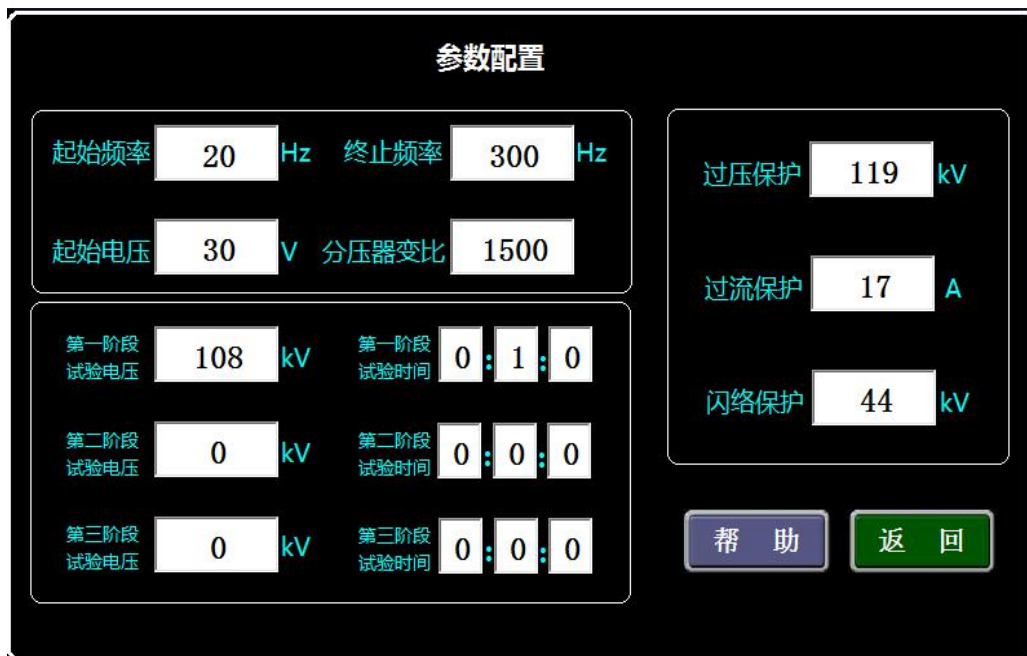 参数配置
起始频率 20 Hz 终止频率 300 Hz
起始电压 30 V 分压器变比 1500
第一阶段
试验电压 108 kV
第一阶段
试验时间 0:1:0
第二阶段
试验电压 0 kV
第二阶段
试验时间 0:0:0
第三阶段
试验电压 0 kV
第三阶段
试验时间 0:0:0
过压保护 119 kV
过流保护 17 A
闪络保护 44 kV
帮 助 返 回